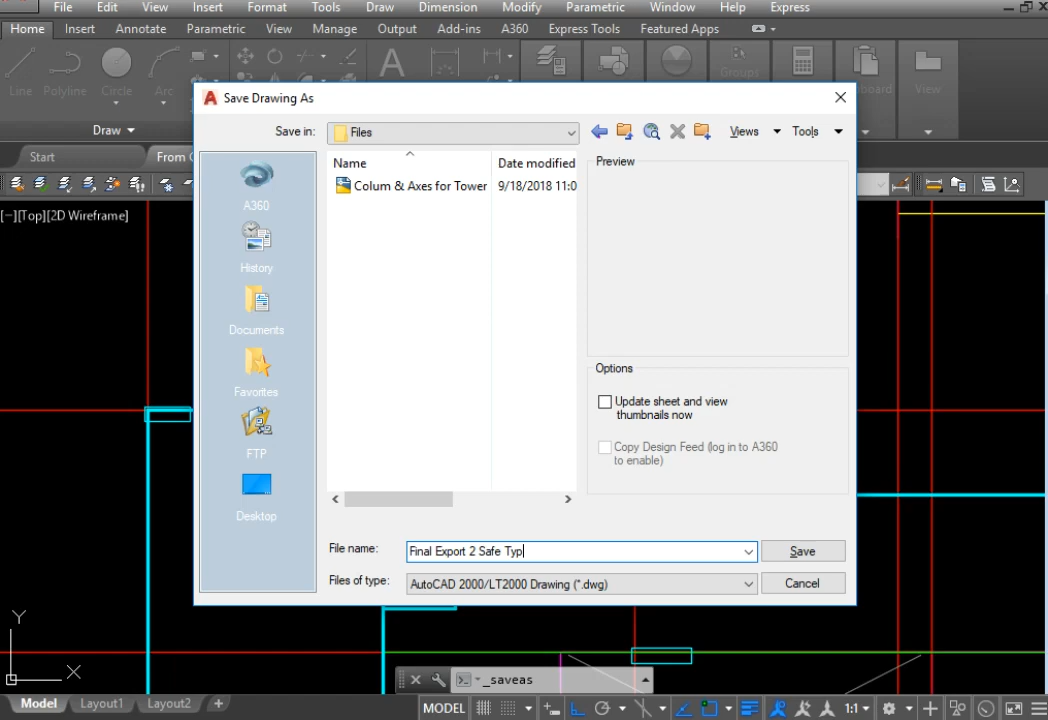 File Edit View Insert Format Tools Draw Dimension Modify Parametric Window Help Express
Home Insert Annotate Parametric View Manage Output Add-ins A360 Express Tools Featured Apps
Line Polyline Circle Arc Groups View
Draw
Start From
Save Drawing As
Save in: Files Views Tools
Name Date modified Preview
Colum & Axes for Tower 9/18/2018 11:0
[−][Top][2D Wireframe]
A360
History
Documents
Favorites
FTP
Desktop
Options
Update sheet and view
thumbnails now
Copy Design Feed (log in to A360
to enable)
File name: Final Export 2 Safe Typ Save
Files of type: AutoCAD 2000/LT2000 Drawing (*.dwg) Cancel
Y
X
_saveas
Model Layout1 Layout2 + MODEL 1:1